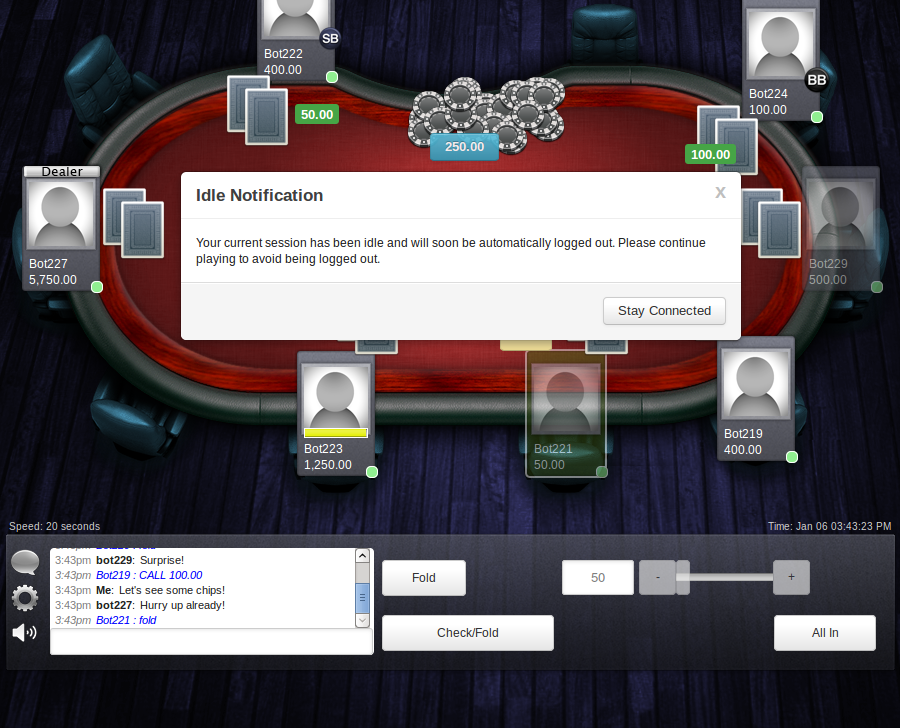 SB
Bot222
400.00
BB
Bot224
100.00
50.00
250.00
100.00
Dealer
Bot227
5,750.00
Bot229
500.00
Idle Notification
X
Your current session has been idle and will soon be automatically logged out. Please continue
playing to avoid being logged out.
Stay Connected
Bot223
1,250.00
Bot221
50.00
Bot219
400.00
Speed: 20 seconds
Time: Jan 06 03:43:23 PM
3:43pm bot229: Surprise!
3:43pm Bot219 : CALL 100.00
3:43pm Me: Let's see some chips!
3:43pm bot227: Hurry up already!
3:43pm Bot221 : fold
Fold
50
-
+
Check/Fold
All In